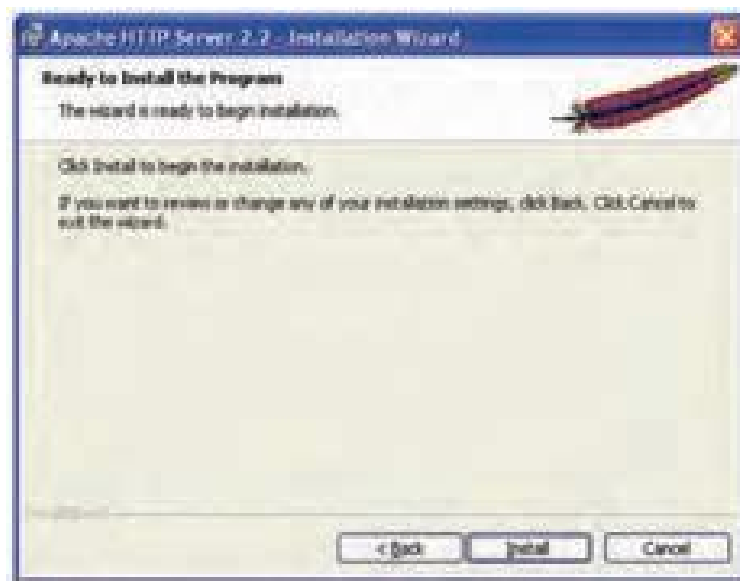 Apache HTTP Server 2.2 - Installation Wizard
Ready to Install the Program
The wizard is ready to begin installation.
Click Install to begin the installation.
If you want to review or change any of your installation settings, click Back. Click Cancel to
exit the wizard.
< Back
Install
Cancel